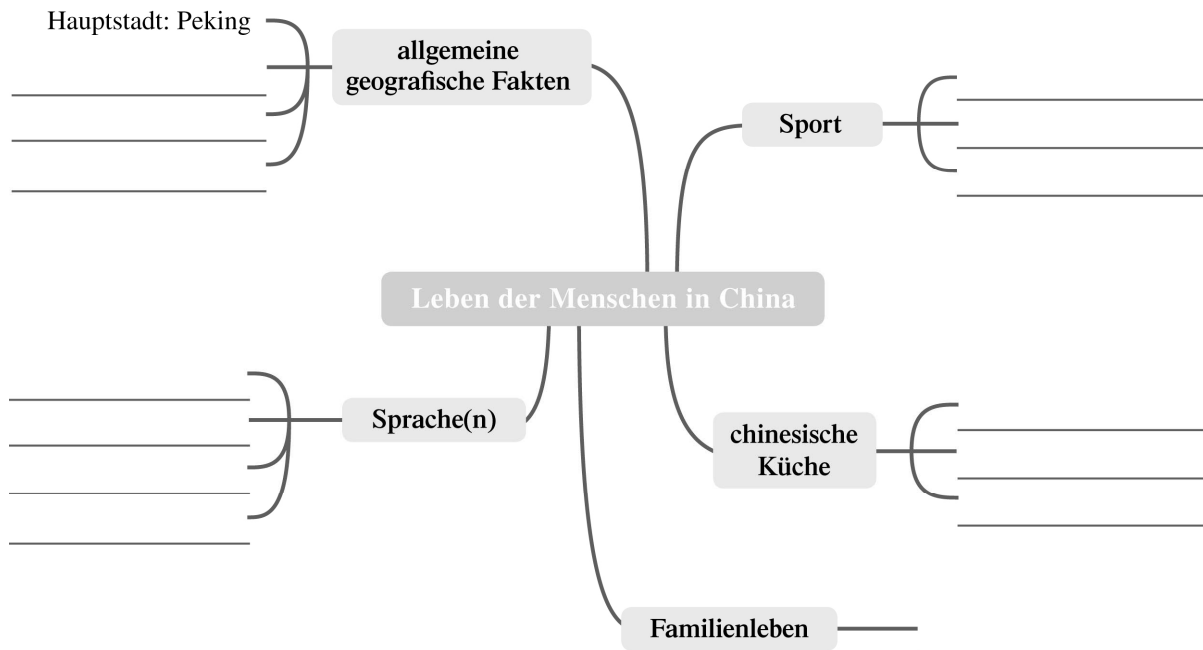 Hauptstadt: Peking
allgemeine
geografische Fakten
Sport
Leben der Menschen in China
Sprache(n)
chinesische
Küche
Familienleben